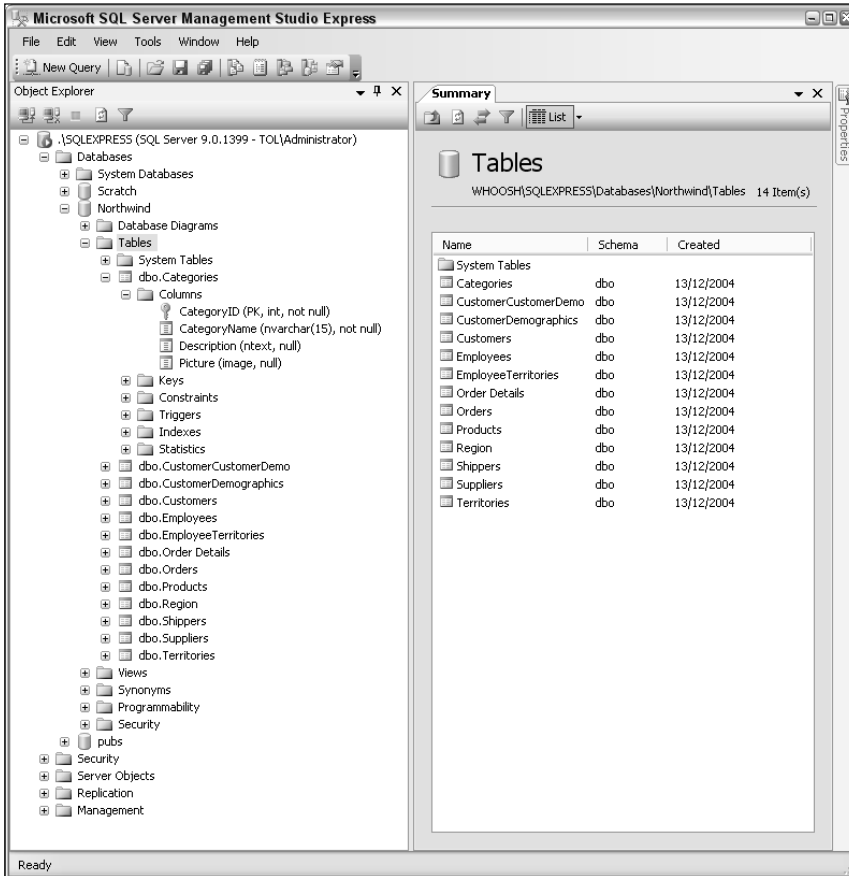 Microsoft SQL Server Management Studio Express
File Edit View Tools Window Help
New Query
Object Explorer
.\SQLEXPRESS (SQL Server 9.0.1399 - TOL\Administrator)
Databases
System Databases
Scratch
Northwind
Database Diagrams
Tables
System Tables
dbo.Categories
Columns
CategoryID (PK, int, not null)
CategoryName (nvarchar(15), not null)
Description (ntext, null)
Picture (image, null)
Keys
Constraints
Triggers
Indexes
Statistics
dbo.CustomerCustomerDemo
dbo.CustomerDemographics
dbo.Customers
dbo.Employees
dbo.EmployeeTerritories
dbo.Order Details
dbo.Orders
dbo.Products
dbo.Region
dbo.Shippers
dbo.Suppliers
dbo.Territories
Views
Synonyms
Programmability
Security
pubs
Security
Server Objects
Replication
Management
Summary
List
Tables
WHOOSH\SQLEXPRESS\Databases\Northwind\Tables 14 Item(s)
Name Schema Created
System Tables
Categories dbo 13/12/2004
CustomerCustomerDemo dbo 13/12/2004
CustomerDemographics dbo 13/12/2004
Customers dbo 13/12/2004
Employees dbo 13/12/2004
EmployeeTerritories dbo 13/12/2004
Order Details dbo 13/12/2004
Orders dbo 13/12/2004
Products dbo 13/12/2004
Region dbo 13/12/2004
Shippers dbo 13/12/2004
Suppliers dbo 13/12/2004
Territories dbo 13/12/2004
Properties
Ready